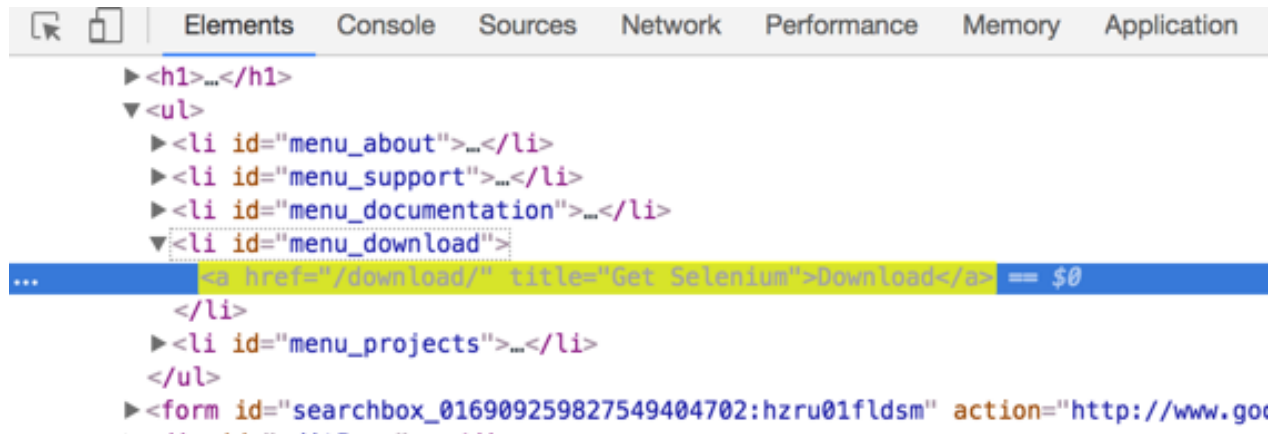 Elements Console Sources Network Performance Memory Application
▶<h1>…</h1>
▼<ul>
▶<li id="menu_about">…</li>
▶<li id="menu_support">…</li>
▶<li id="menu_documentation">…</li>
▼<li id="menu_download">
... <a href="/download/" title="Get Selenium">Download</a> == $0
</li>
▶<li id="menu_projects">…</li>
</ul>
▶<form id="searchbox_016909259827549404702:hzru01fldsm" action="http://www.goo